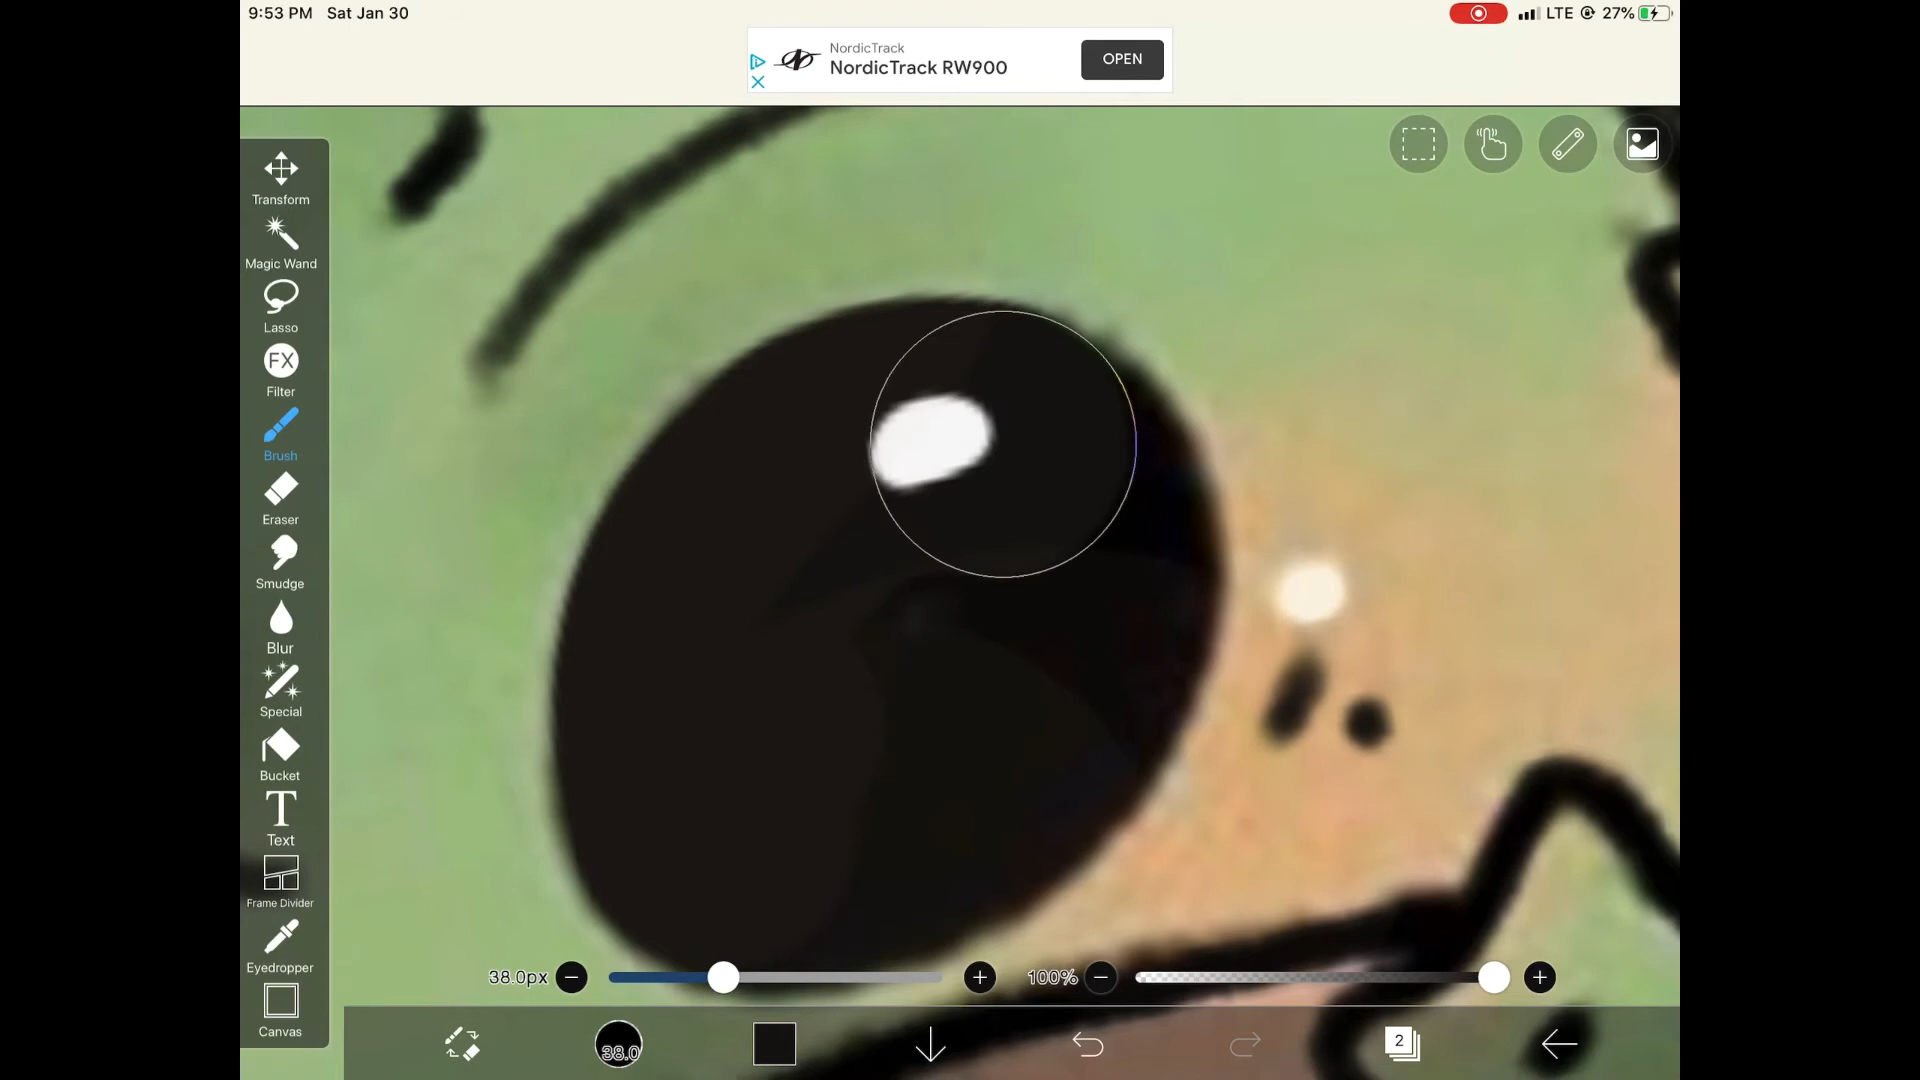 9:53 PM Sat Jan 30
LTE 27%
NordicTrack
NordicTrack RW900
OPEN
Transform
Magic Wand
Lasso
FX
Filter
Brush
Eraser
Smudge
Blur
Special
Bucket
T
Text
Frame Divider
Eyedropper
Canvas
38.0px
100%
38.0
2